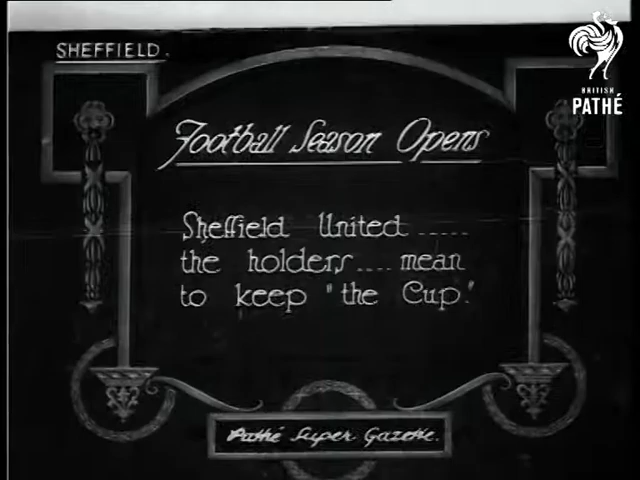 SHEFFIELD.
BRITISH
PATHÉ
Football Season Opens
Sheffield United .....
the holders .... mean
to keep "the Cup."
Pathé Super Gazette.